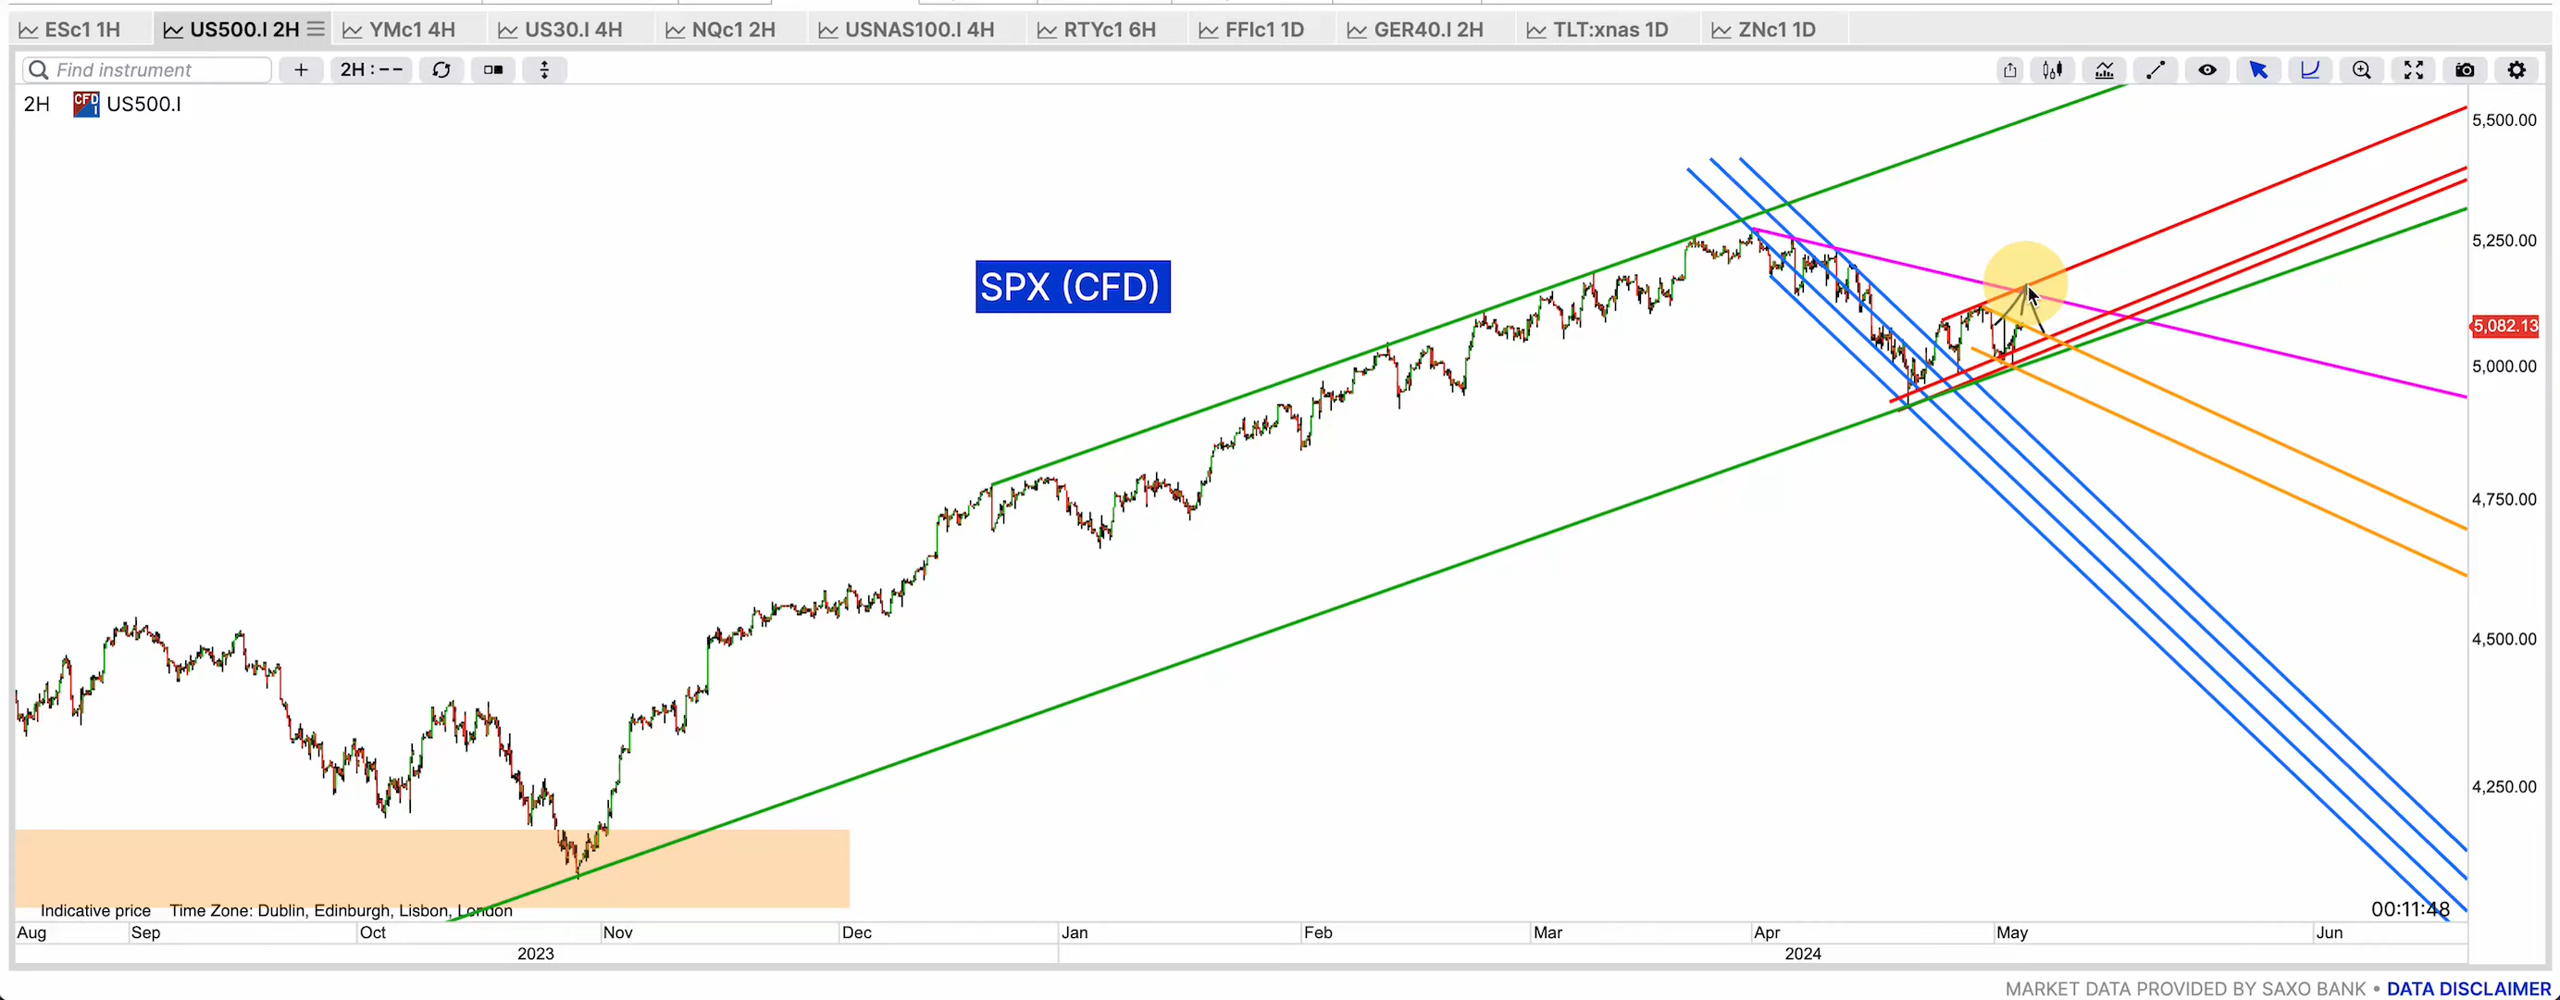 ESc1 1H US500.I 2H YMc1 4H US30.I 4H NQc1 2H USNAS100.I 4H RTYc1 6H FFIc1 1D GER40.I 2H TLT:xnas 1D ZNc1 1D
Find instrument + 2H : --
2H CFD I US500.I
5,500.00
5,250.00
SPX (CFD)
5,082.13
5,000.00
4,750.00
4,500.00
4,250.00
Indicative price Time Zone: Dublin, Edinburgh, Lisbon, London 00:11:48
Aug Sep Oct Nov Dec Jan Feb Mar Apr May Jun
2023 2024
MARKET DATA PROVIDED BY SAXO BANK • DATA DISCLAIMER